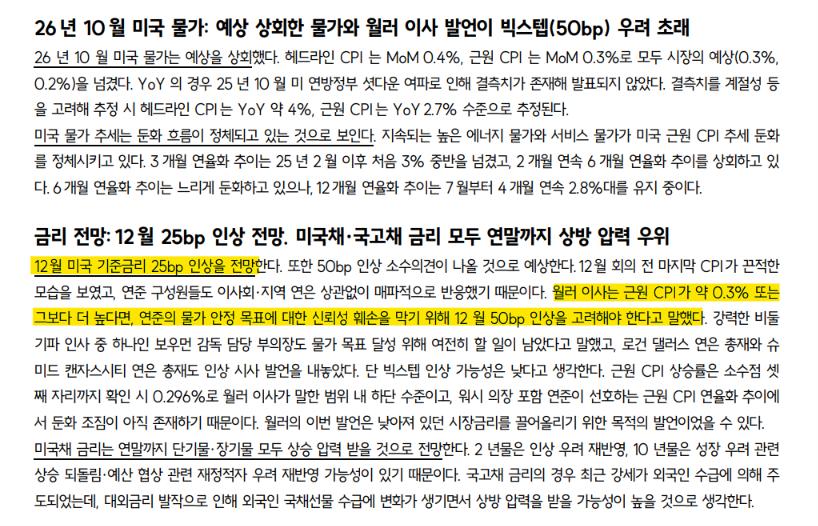 26년 10월 미국 물가: 예상 상회한 물가와 월러 이사 발언이 빅스텝(50bp) 우려 초래
26 년 10 월 미국 물가는 예상을 상회했다. 헤드라인 CPI 는 MoM 0.4%, 근원 CPI 는 MoM 0.3%로 모두 시장의 예상(0.3%,
0.2%)을 넘겼다. YoY 의 경우 25 년 10 월 미 연방정부 셧다운 여파로 인해 결측치가 존재해 발표되지 않았다. 결측치를 계절성 등
을 고려해 추정 시 헤드라인 CPI는 YoY 약 4%, 근원 CPI는 YoY 2.7% 수준으로 추정된다.
미국 물가 추세는 둔화 흐름이 정체되고 있는 것으로 보인다. 지속되는 높은 에너지 물가와 서비스 물가가 미국 근원 CPI 추세 둔화
를 정체시키고 있다. 3 개월 연율화 추이는 25 년 2 월 이후 처음 3% 중반을 넘겼고, 2 개월 연속 6 개월 연율화 추이를 상회하고 있
다. 6 개월 연율화 추이는 느리게 둔화하고 있으나, 12 개월 연율화 추이는 7 월부터 4 개월 연속 2.8%대를 유지 중이다.
금리 전망: 12월 25bp 인상 전망. 미국채·국고채 금리 모두 연말까지 상방 압력 우위
12월 미국 기준금리 25bp 인상을 전망한다. 또한 50bp 인상 소수의견이 나올 것으로 예상한다. 12월 회의 전 마지막 CPI가 끈적한
모습을 보였고, 연준 구성원들도 이사회·지역 연은 상관없이 매파적으로 반응했기 때문이다. 월러 이사는 근원 CPI가 약 0.3% 또는
그보다 더 높다면, 연준의 물가 안정 목표에 대한 신뢰성 훼손을 막기 위해 12 월 50bp 인상을 고려해야 한다고 말했다. 강력한 비둘
기파 인사 중 하나인 보우먼 감독 담당 부의장도 물가 목표 달성 위해 여전히 할 일이 남았다고 말했고, 로건 댈러스 연은 총재와 슈
미드 캔자스시티 연은 총재도 인상 시사 발언을 내놓았다. 단 빅스텝 인상 가능성은 낮다고 생각한다. 근원 CPI 상승률은 소수점 셋
째 자리까지 확인 시 0.296%로 월러 이사가 말한 범위 내 하단 수준이고, 워시 의장 포함 연준이 선호하는 근원 CPI 연율화 추이에
서 둔화 조짐이 아직 존재하기 때문이다. 월러의 이번 발언은 낮아져 있던 시장금리를 끌어올리기 위한 목적의 발언이었을 수 있다.
미국채 금리는 연말까지 단기물·장기물 모두 상승 압력 받을 것으로 전망한다. 2 년물은 인상 우려 재반영, 10 년물은 성장 우려 관련
상승 되돌림·예산 협상 관련 재정적자 우려 재반영 가능성이 있기 때문이다. 국고채 금리의 경우 최근 강세가 외국인 수급에 의해 주
도되었는데, 대외금리 발작으로 인해 외국인 국채선물 수급에 변화가 생기면서 상방 압력을 받을 가능성이 높을 것으로 생각한다.